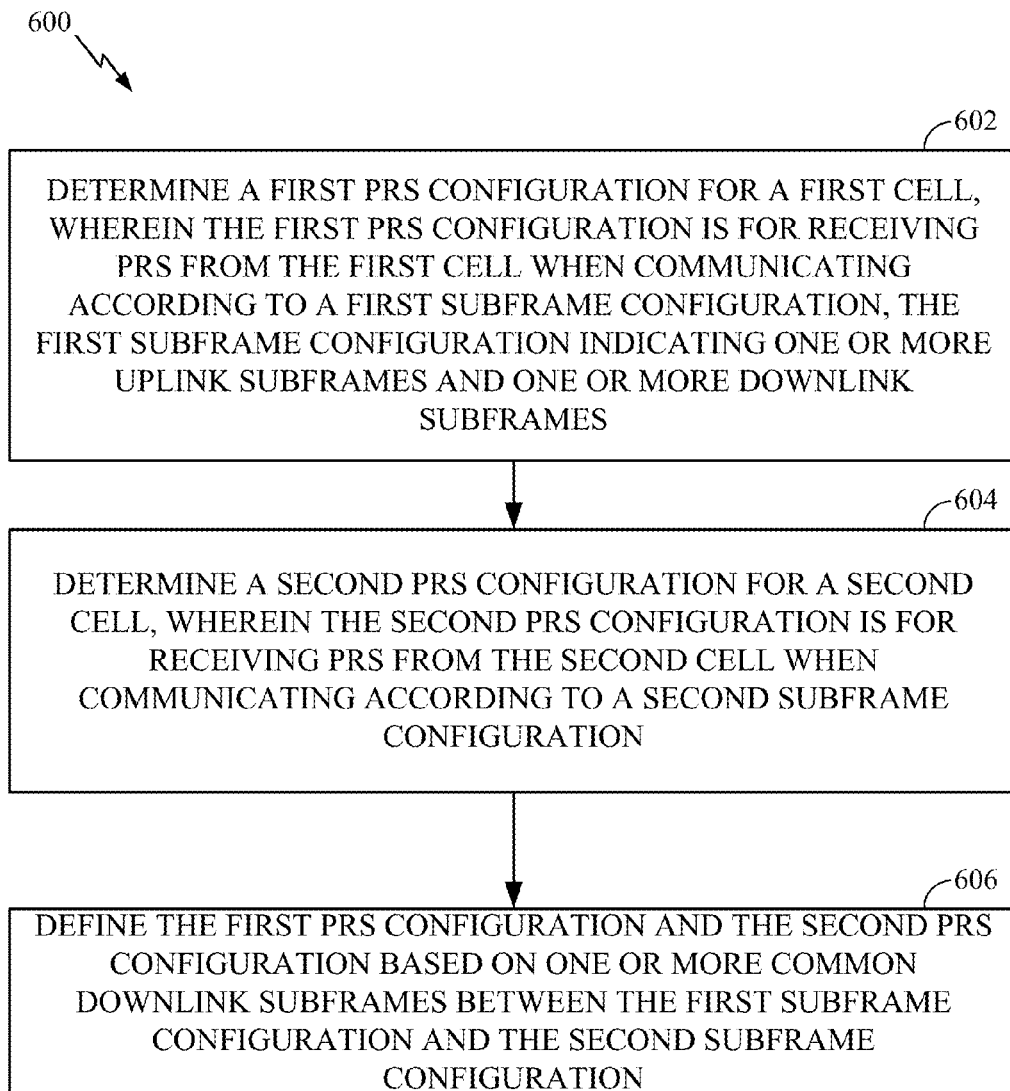 600
602
DETERMINE A FIRST PRS CONFIGURATION FOR A FIRST CELL,
WHEREIN THE FIRST PRS CONFIGURATION IS FOR RECEIVING
PRS FROM THE FIRST CELL WHEN COMMUNICATING
ACCORDING TO A FIRST SUBFRAME CONFIGURATION, THE
FIRST SUBFRAME CONFIGURATION INDICATING ONE OR MORE
UPLINK SUBFRAMES AND ONE OR MORE DOWNLINK
SUBFRAMES
604
DETERMINE A SECOND PRS CONFIGURATION FOR A SECOND
CELL, WHEREIN THE SECOND PRS CONFIGURATION IS FOR
RECEIVING PRS FROM THE SECOND CELL WHEN
COMMUNICATING ACCORDING TO A SECOND SUBFRAME
CONFIGURATION
606
DEFINE THE FIRST PRS CONFIGURATION AND THE SECOND PRS
CONFIGURATION BASED ON ONE OR MORE COMMON
DOWNLINK SUBFRAMES BETWEEN THE FIRST SUBFRAME
CONFIGURATION AND THE SECOND SUBFRAME
CONFIGURATION